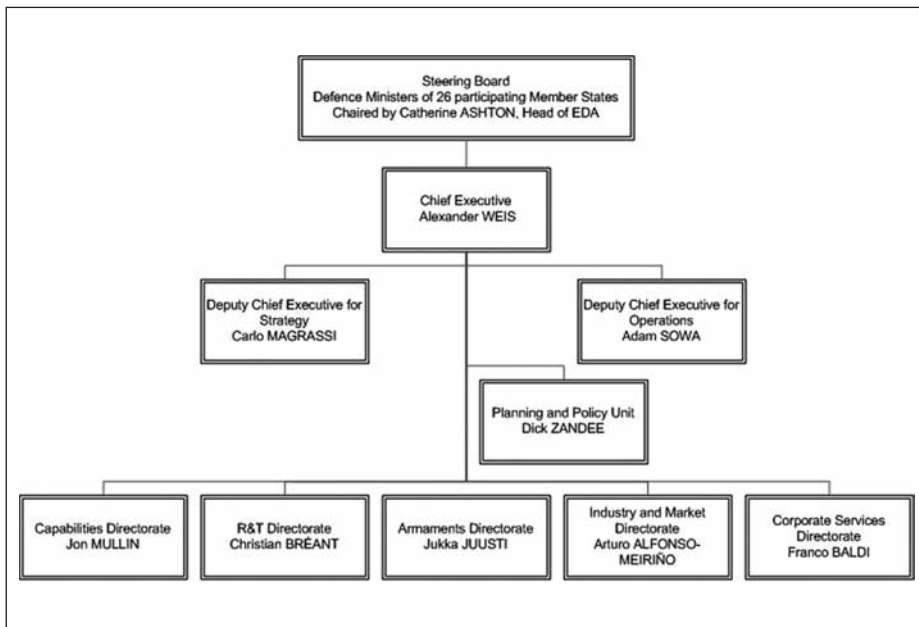 Steering Board
Defence Ministers of 26 participating Member States
Chaired by Catherine ASHTON, Head of EDA
Chief Executive
Alexander WEIS
Deputy Chief Executive for
Strategy
Carlo MAGRASSI
Deputy Chief Executive for
Operations
Adam SOWA
Planning and Policy Unit
Dick ZANDEE
Capabilities Directorate
Jon MULLIN
R&T Directorate
Christian BRÉANT
Armaments Directorate
Jukka JUUSTI
Industry and Market
Directorate
Arturo ALFONSO-
MEIRIÑO
Corporate Services
Directorate
Franco BALDI